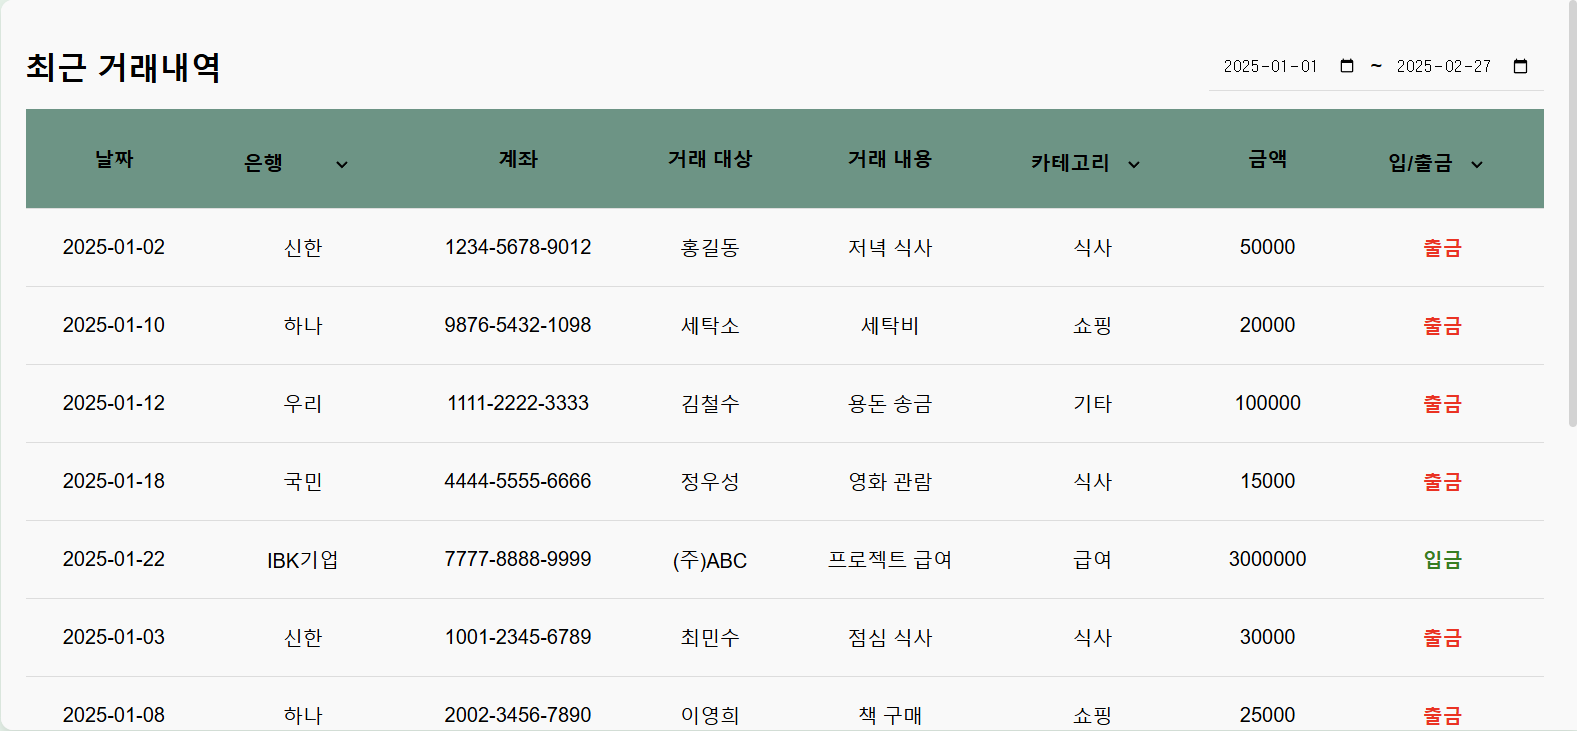 최근 거래내역
2025-01-01 ~ 2025-02-27
날짜 은행 계좌 거래 대상 거래 내용 카테고리 금액 입/출금
2025-01-02 신한 1234-5678-9012 홍길동 저녁 식사 식사 50000 출금
2025-01-10 하나 9876-5432-1098 세탁소 세탁비 쇼핑 20000 출금
2025-01-12 우리 1111-2222-3333 김철수 용돈 송금 기타 100000 출금
2025-01-18 국민 4444-5555-6666 정우성 영화 관람 식사 15000 출금
2025-01-22 IBK기업 7777-8888-9999 (주)ABC 프로젝트 급여 급여 3000000 입금
2025-01-03 신한 1001-2345-6789 최민수 점심 식사 식사 30000 출금
2025-01-08 하나 2002-3456-7890 이영희 책 구매 쇼핑 25000 출금